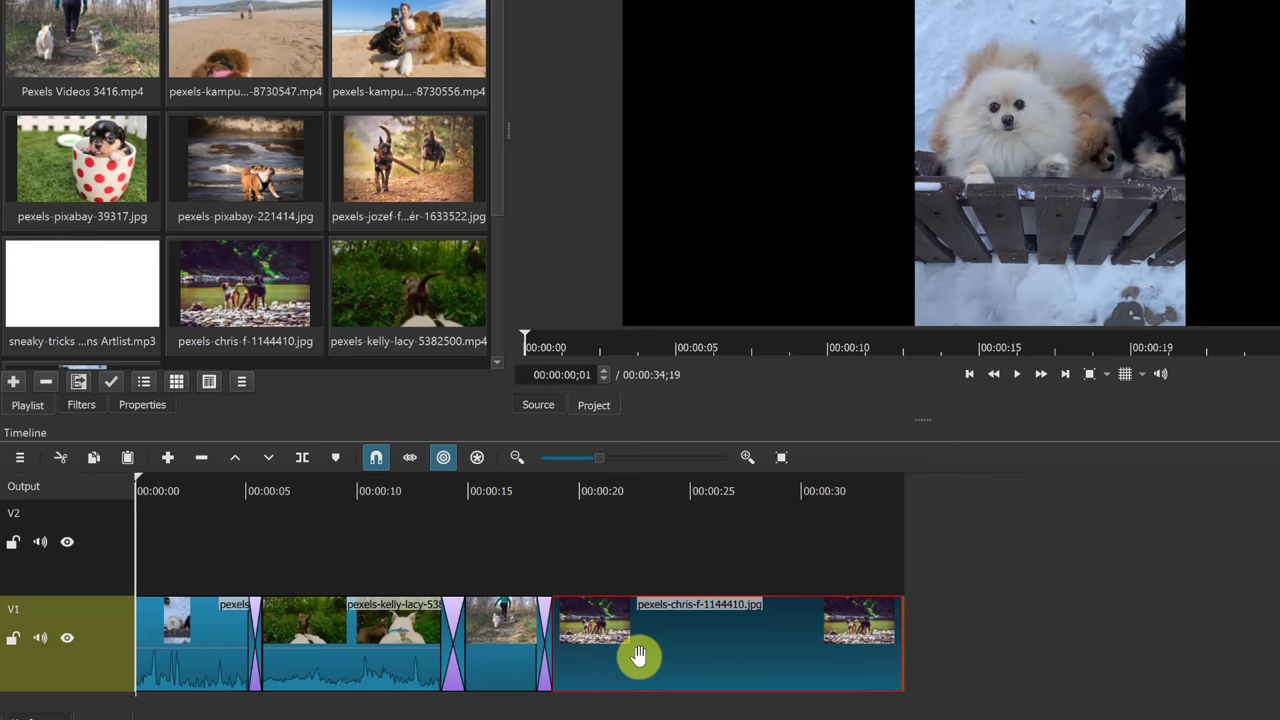 Pexels Videos 3416.mp4
pexels-kampu...-8730547.mp4
pexels-kampu...-8730556.mp4
pexels-pixabay-39317.jpg
pexels-pixabay-221414.jpg
pexels-jozef-f...ér-1633522.jpg
sneaky-tricks ...ns Artlist.mp3
pexels-chris-f-1144410.jpg
pexels-kelly-lacy-5382500.mp4
00:00:00
00:00:05
00:00:10
00:00:15
00:00:19
00:00:00;01
/ 00:00:34;19
Playlist
Filters
Properties
Source
Project
Timeline
Output
00:00:00
00:00:05
00:00:10
00:00:15
00:00:20
00:00:25
00:00:30
V2
V1
pexels
pexels-kelly-lacy-538
pexels-chris-f-1144410.jpg